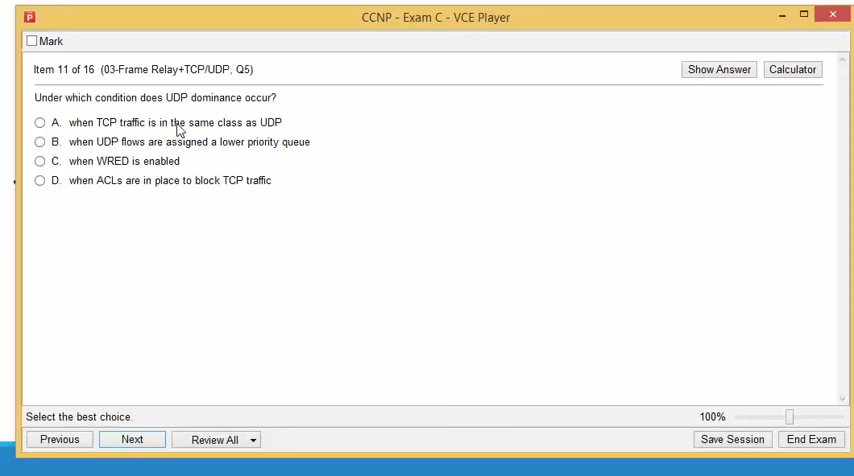 CCNP - Exam C - VCE Player
Mark
Item 11 of 16 (03-Frame Relay+TCP/UDP, Q5)
Show Answer
Calculator
Under which condition does UDP dominance occur?
A. when TCP traffic is in the same class as UDP
B. when UDP flows are assigned a lower priority queue
C. when WRED is enabled
D. when ACLs are in place to block TCP traffic
Select the best choice.
100%
Previous
Next
Review All
Save Session
End Exam